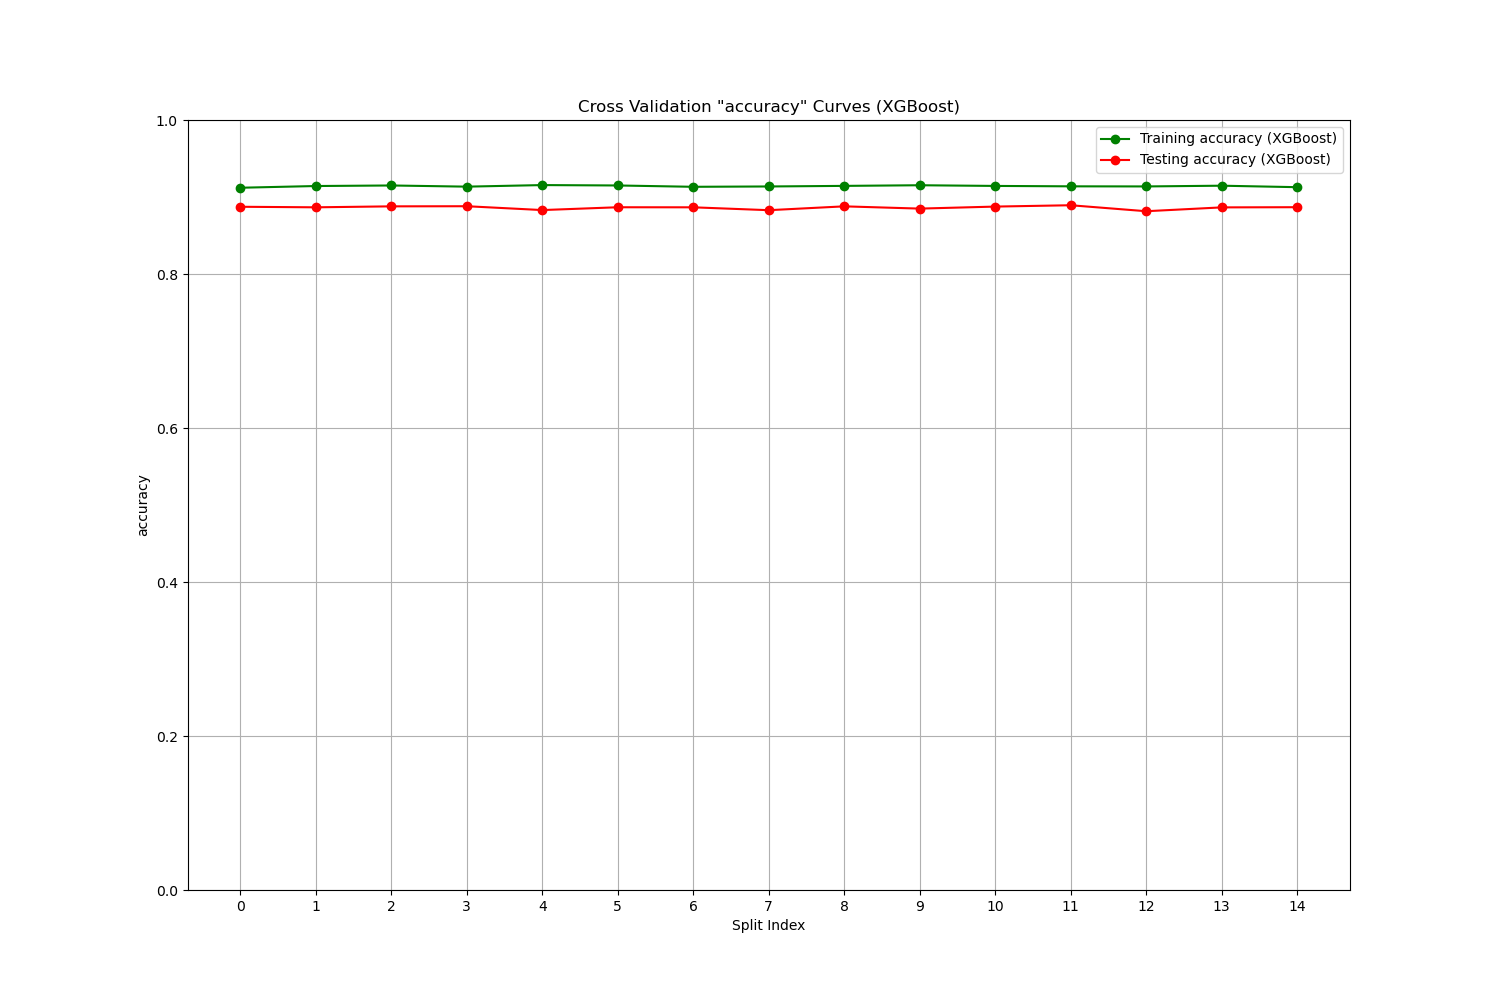 Cross Validation "accuracy" Curves (XGBoost)
Training accuracy (XGBoost)
Testing accuracy (XGBoost)
1.0
0.8
0.6
0.4
0.2
0.0
accuracy
0 1 2 3 4 5 6 7 8 9 10 11 12 13 14
Split Index